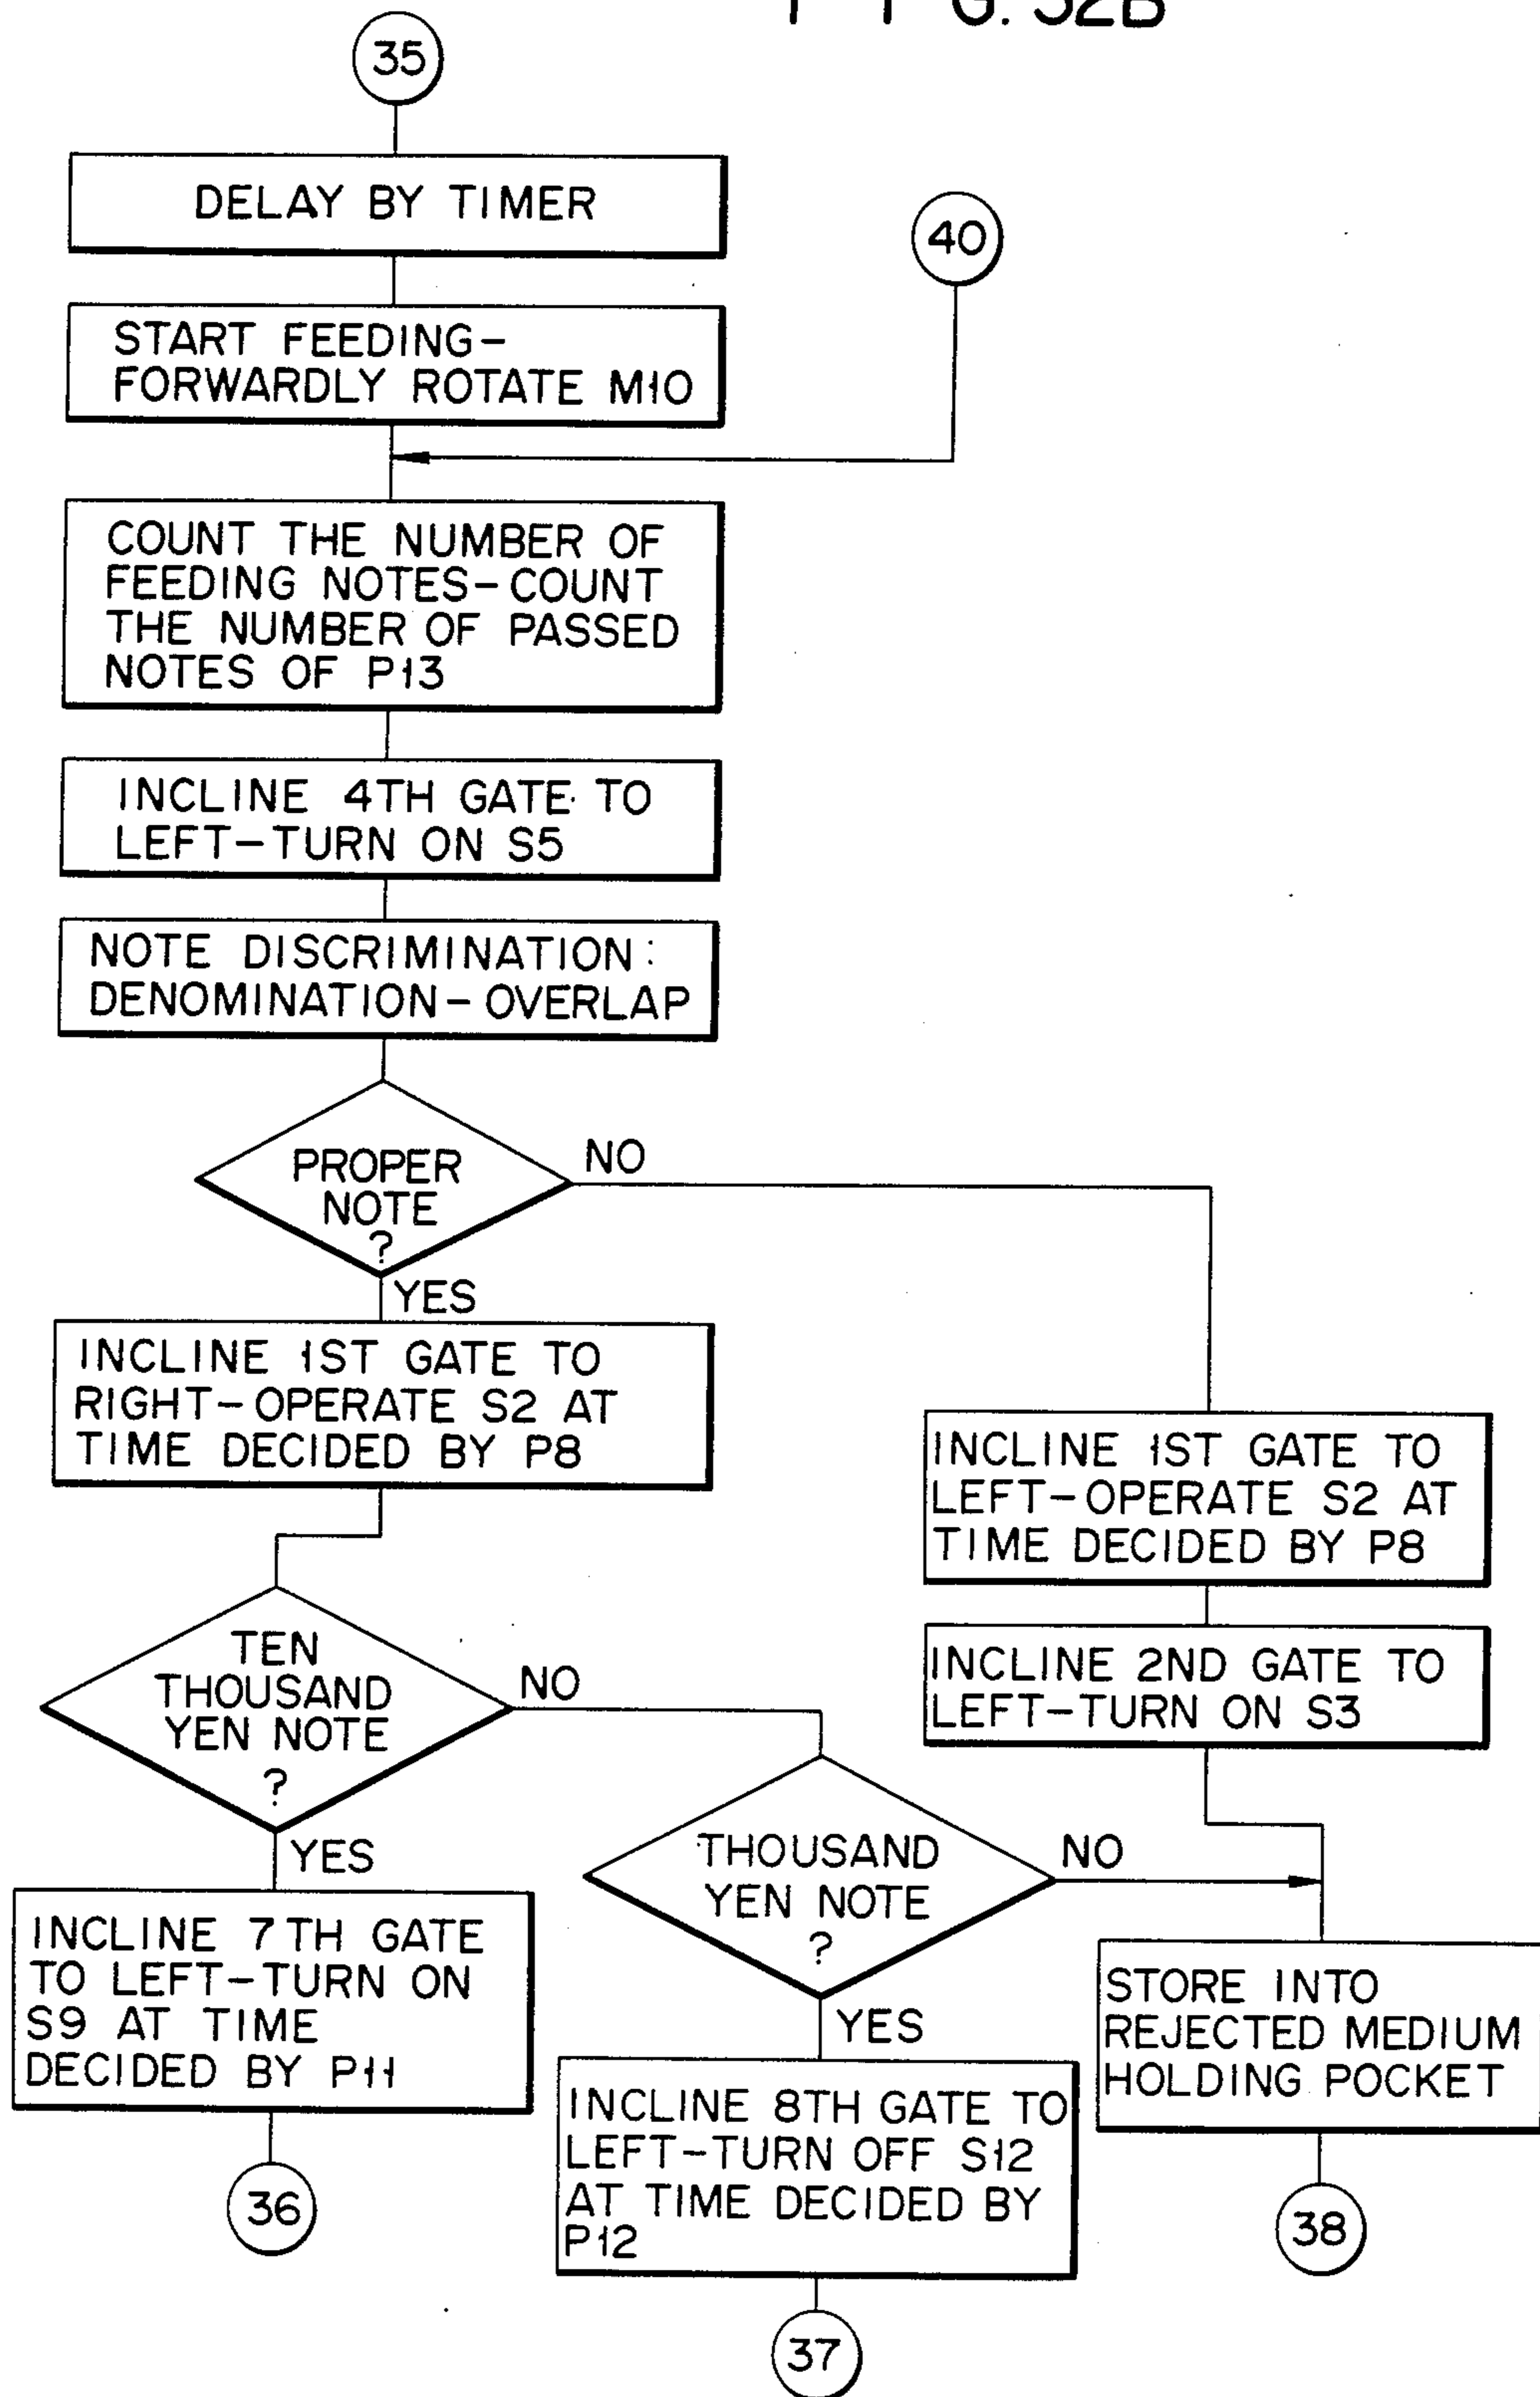 FIG. 32B
35
DELAY BY TIMER
40
START FEEDING-
FORWARDLY ROTATE M10
COUNT THE NUMBER OF
FEEDING NOTES-COUNT
THE NUMBER OF PASSED
NOTES OF P13
INCLINE 4TH GATE TO
LEFT-TURN ON S5
NOTE DISCRIMINATION:
DENOMINATION-OVERLAP
PROPER
NOTE
?
NO
YES
INCLINE 1ST GATE TO
RIGHT-OPERATE S2 AT
TIME DECIDED BY P8
INCLINE 1ST GATE TO
LEFT-OPERATE S2 AT
TIME DECIDED BY P8
INCLINE 2ND GATE TO
LEFT-TURN ON S3
TEN
THOUSAND
YEN NOTE
?
NO
YES
THOUSAND
YEN NOTE
?
NO
YES
INCLINE 7TH GATE
TO LEFT-TURN ON
S9 AT TIME
DECIDED BY P11
INCLINE 8TH GATE TO
LEFT-TURN OFF S12
AT TIME DECIDED BY
P12
STORE INTO
REJECTED MEDIUM
HOLDING POCKET
36
37
38